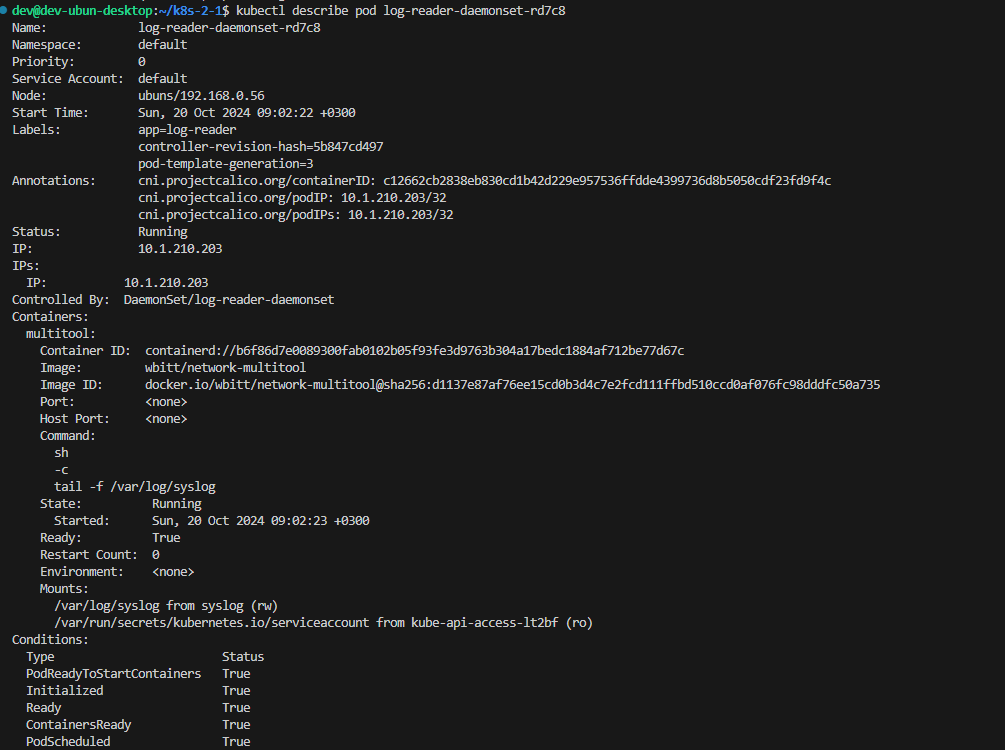 dev@dev-ubun-desktop:~/k8s-2-1$ kubectl describe pod log-reader-daemonset-rd7c8
Name:             log-reader-daemonset-rd7c8
Namespace:        default
Priority:         0
Service Account:  default
Node:             ubuns/192.168.0.56
Start Time:       Sun, 20 Oct 2024 09:02:22 +0300
Labels:           app=log-reader
                  controller-revision-hash=5b847cd497
                  pod-template-generation=3
Annotations:      cni.projectcalico.org/containerID: c12662cb2838eb830cd1b42d229e957536ffdde4399736d8b5050cdf23fd9f4c
                  cni.projectcalico.org/podIP: 10.1.210.203/32
                  cni.projectcalico.org/podIPs: 10.1.210.203/32
Status:           Running
IP:               10.1.210.203
IPs:
  IP:           10.1.210.203
Controlled By:  DaemonSet/log-reader-daemonset
Containers:
  multitool:
    Container ID:  containerd://b6f86d7e0089300fab0102b05f93fe3d9763b304a17bedc1884af712be77d67c
    Image:         wbitt/network-multitool
    Image ID:      docker.io/wbitt/network-multitool@sha256:d1137e87af76ee15cd0b3d4c7e2fcd111ffbd510ccd0af076fc98dddfc50a735
    Port:          <none>
    Host Port:     <none>
    Command:
      sh
      -c
      tail -f /var/log/syslog
    State:          Running
      Started:      Sun, 20 Oct 2024 09:02:23 +0300
    Ready:          True
    Restart Count:  0
    Environment:    <none>
    Mounts:
      /var/log/syslog from syslog (rw)
      /var/run/secrets/kubernetes.io/serviceaccount from kube-api-access-lt2bf (ro)
Conditions:
  Type                        Status
  PodReadyToStartContainers   True
  Initialized                 True
  Ready                       True
  ContainersReady             True
  PodScheduled                True